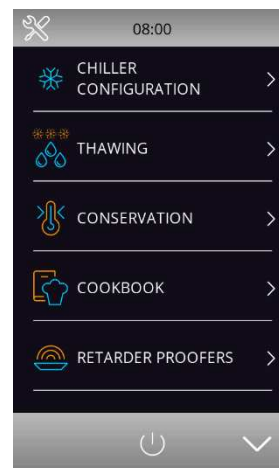 08:00
CHILLER
CONFIGURATION
THAWING
CONSERVATION
COOKBOOK
RETARDER PROOFERS